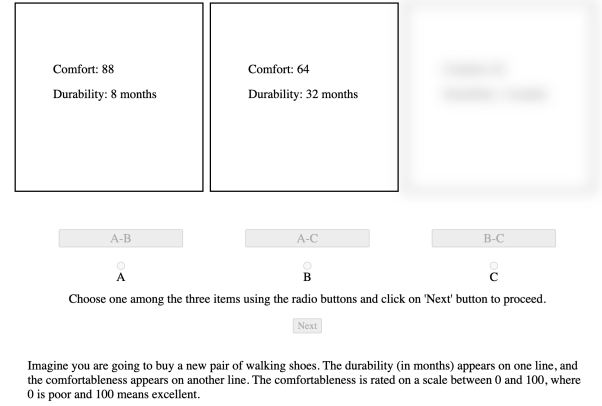 Comfort: 88
Durability: 8 months
Comfort: 64
Durability: 32 months
A-B
A-C
B-C
A
B
C
Choose one among the three items using the radio buttons and click on 'Next' button to proceed.
Next
Imagine you are going to buy a new pair of walking shoes. The durability (in months) appears on one line, and
the comfortableness appears on another line. The comfortableness is rated on a scale between 0 and 100, where
0 is poor and 100 means excellent.